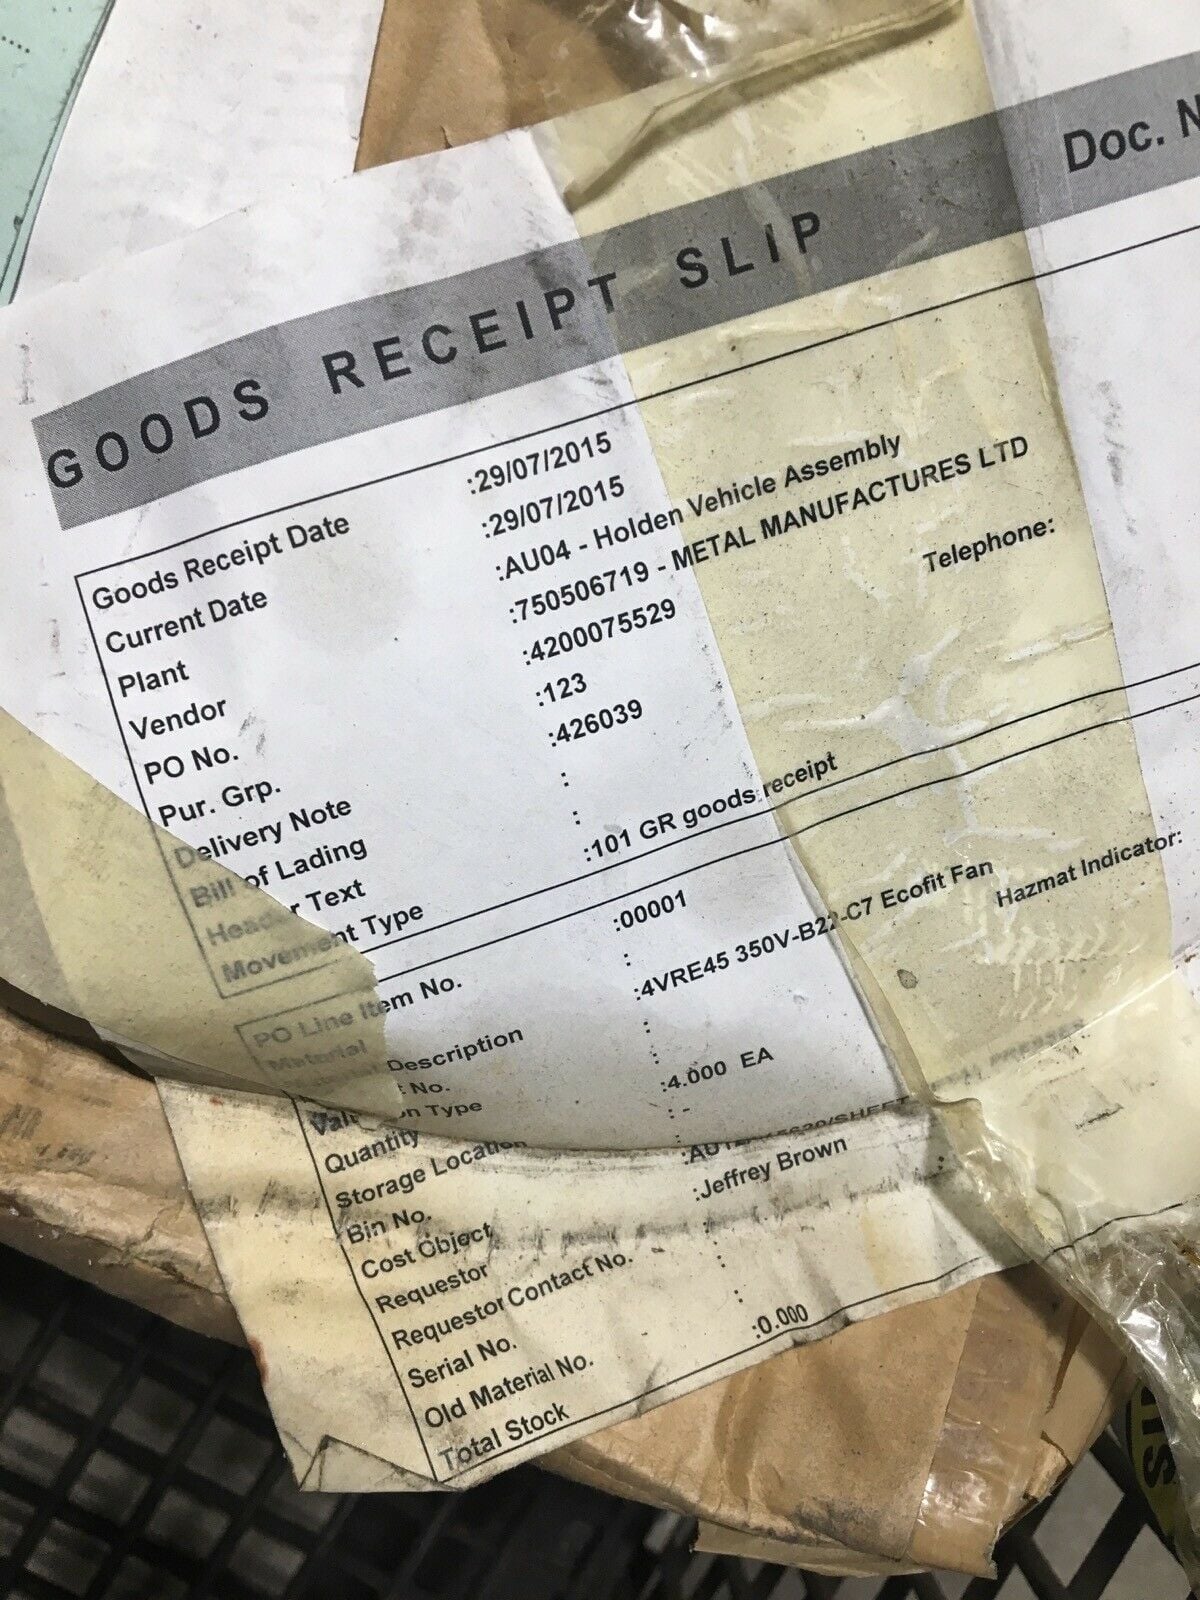 GOODS RECEIPT SLIP Doc. N
Goods Receipt Date :29/07/2015
Current Date :29/07/2015
Plant :AU04 - Holden Vehicle Assembly
Vendor :750506719 - METAL MANUFACTURES LTD
PO No. :4200075529 Telephone:
Pur. Grp. :123
Delivery Note :426039
Bill of Lading :
Header Text :
Movement Type :101 GR goods receipt
PO Line Item No. :00001
Material :
Description :4VRE45 350V-B22-C7 Ecofit Fan
No. : Hazmat Indicator:
Type :
Quantity :4.000 EA
Storage Location :-
Bin No. :
Cost Object
Requestor :Jeffrey Brown
Requestor Contact No. :
Serial No. :
Old Material No. :
Total Stock :0.000